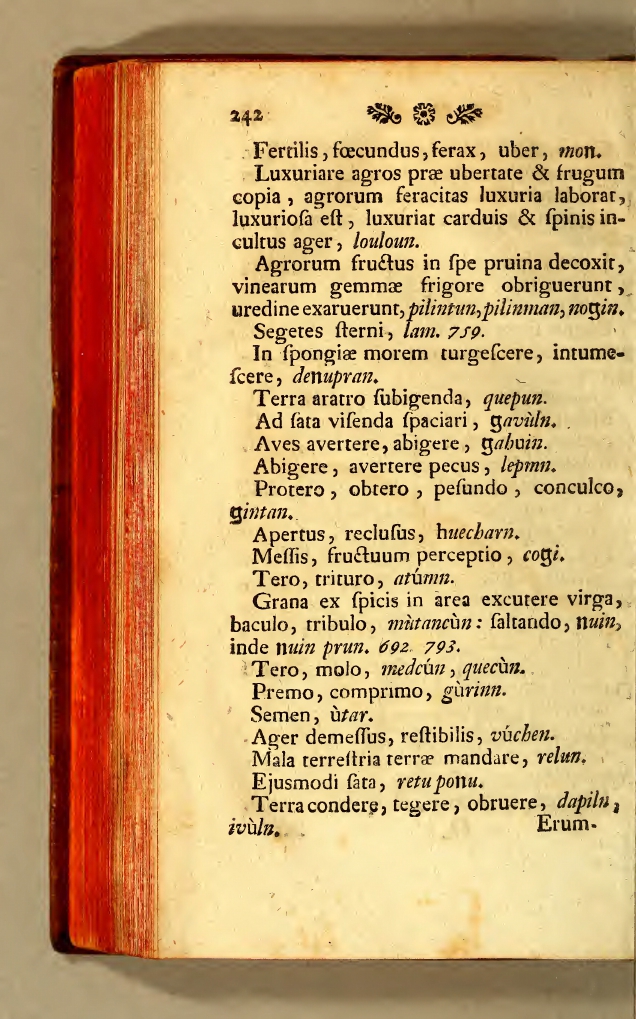 242
Fertilis, fœcundus, ferax, uber, mon.
Luxuriare agros præ ubertate & frugum
copia, agrorum feracitas luxuria laborat,
luxurioſa eſt, luxuriat carduis & ſpinis in-
cultus ager, louloun.
Agrorum fructus in ſpe pruina decoxit,
vinearum gemmæ frigore obriguerunt,
uredine exaruerunt, pilintun, pilinman, nogin.
Segetes ſterni, lam. 759.
In ſpongiæ morem turgeſcere, intume-
ſcere, denupran.
Terra aratro ſubigenda, quepun.
Ad ſata viſenda ſpaciari, gavùln.
Aves avertere, abigere, gabuin.
Abigere, avertere pecus, lepmn.
Protero, obtero, peſundo, conculco,
gintan.
Apertus, recluſus, huecharn.
Meſſis, fructuum perceptio, cogi.
Tero, trituro, atúmn.
Grana ex ſpicis in area excutere virga,
baculo, tribulo, mùtancùn: ſaltando, nuin,
inde nuin prun. 692. 793.
Tero, molo, medcún, quecùn.
Premo, comprimo, gùrinn.
Semen, ùtar.
Ager demeſſus, reſtibilis, vúchen.
Mala terreſtria terræ mandare, relun.
Ejusmodi ſata, retu ponu.
Terra condere, tegere, obruere, dapiln,
ivùln. Erum-